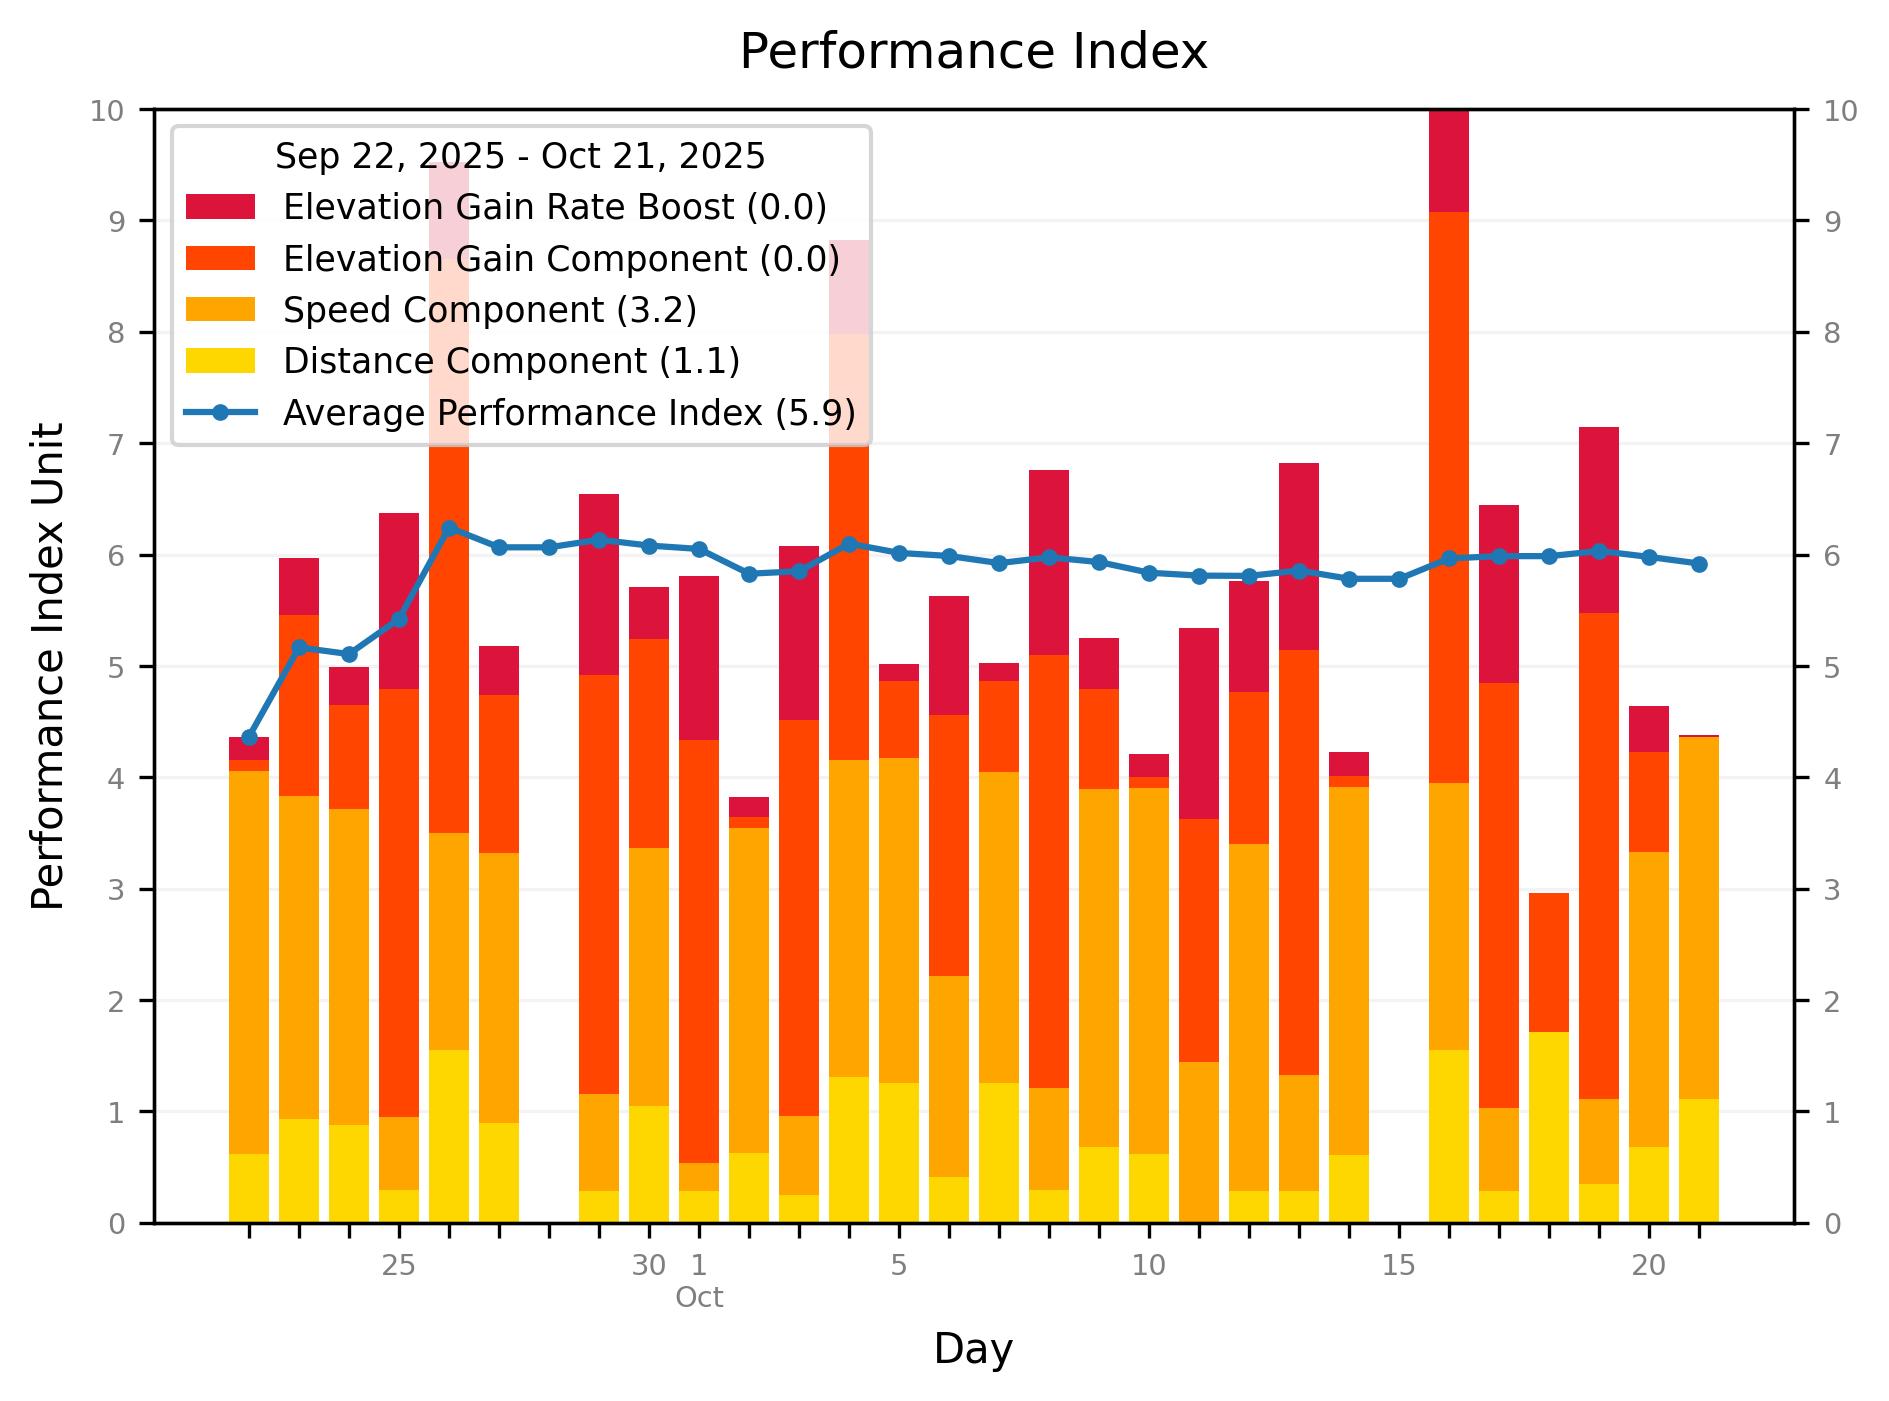 Performance Index
Sep 22, 2025 - Oct 21, 2025
Elevation Gain Rate Boost (0.0)
Elevation Gain Component (0.0)
Speed Component (3.2)
Distance Component (1.1)
Average Performance Index (5.9)
Performance Index Unit
10
9
8
7
6
5
4
3
2
1
0
10
9
8
7
6
5
4
3
2
1
0
25 30 1 5 10 15 20
Oct
Day